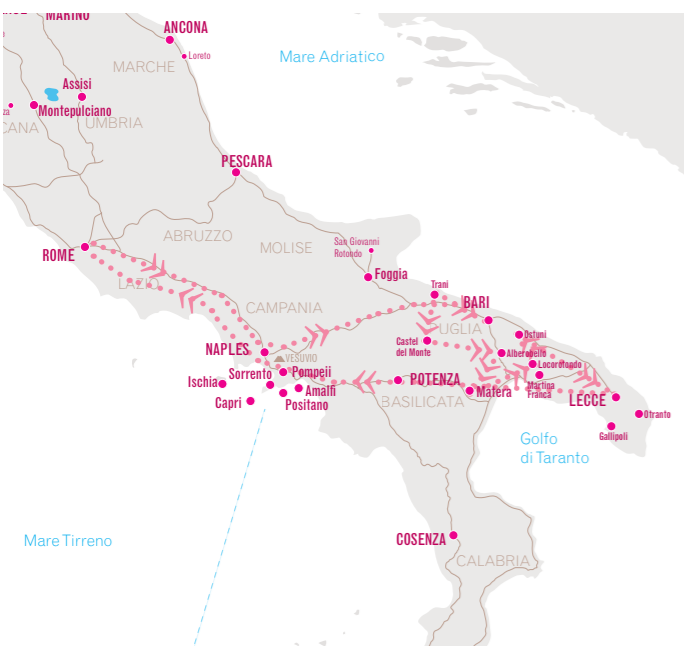 MARINO
ANCONA
Loreto
MARCHE
Mare Adriatico
Assisi
Montepulciano
UMBRIA
PESCARA
ABRUZZO
ROME
MOLISE
San Giovanni
Rotondo
Foggia
LAZIO
Trani
CAMPANIA
BARI
UGLIA
Ostuni
Castel
del Monte
NAPLES
VESUVIO
Alberobello
Locorotondo
Pompeii
Sorrento
Ischia
POTENZA
Martina
Franca
Amalfi
Matera
Capri
Positano
BASILICATA
LECCE
Otranto
Gallipoli
Golfo
di Taranto
Mare Tirreno
COSENZA
CALABRIA